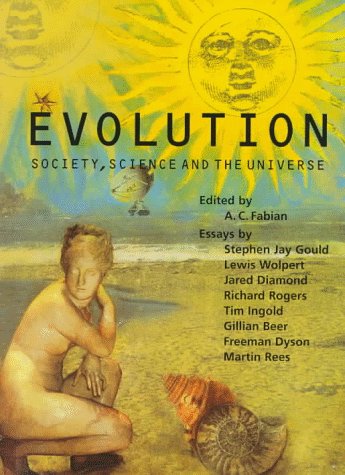 EVOLUTION
SOCIETY, SCIENCE AND THE UNIVERSE
Edited by
A. C. Fabian
Essays by
Stephen Jay Gould
Lewis Wolpert
Jared Diamond
Richard Rogers
Tim Ingold
Gillian Beer
Freeman Dyson
Martin Rees